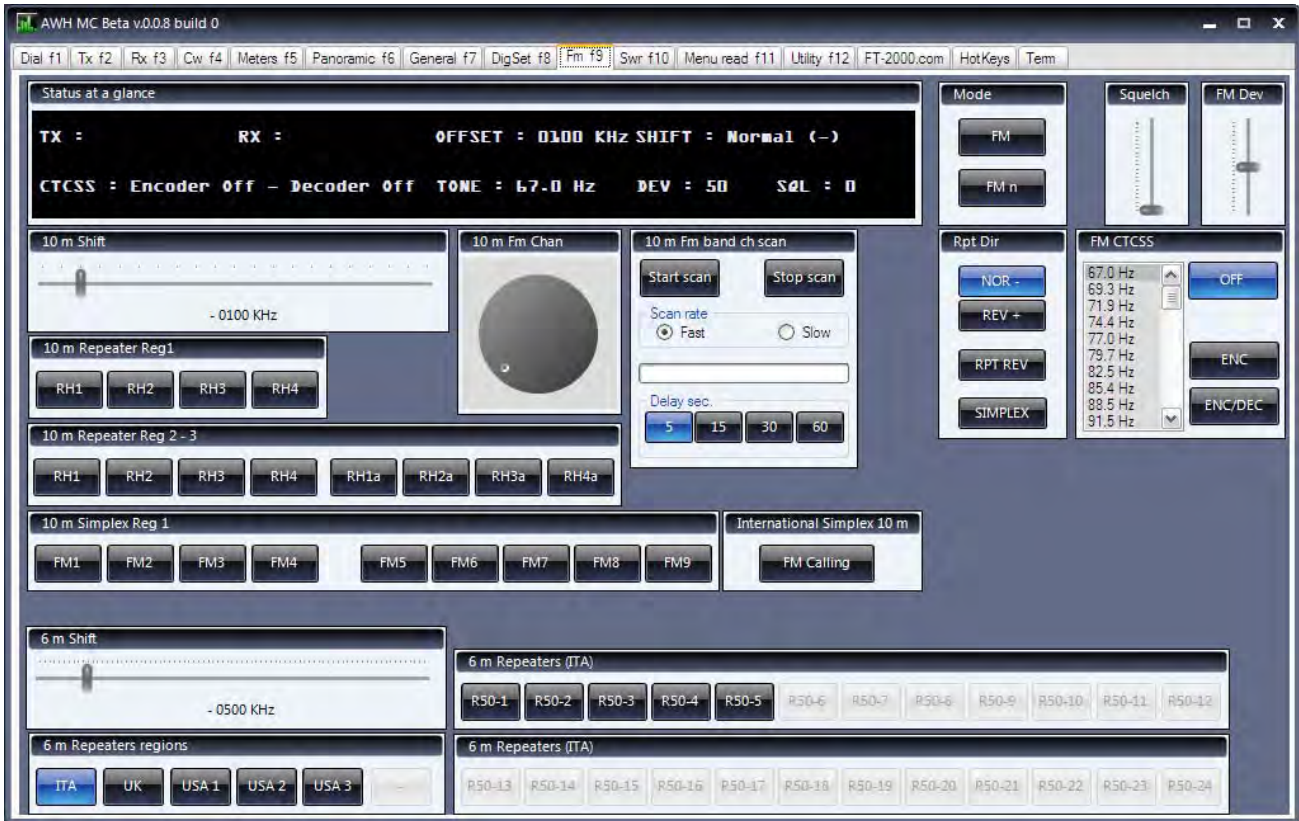 AWH MC Beta v.0.0.8 build 0
Dial f1 Tx f2 Rx f3 Cw f4 Meters f5 Panoramic f6 General f7 DigSet f8 Fm f9 Swr f10 Menu read f11 Utility f12 FT-2000.com HotKeys Term
Status at a glance
TX : RX : OFFSET : 0100 KHz SHIFT : Normal (-)
CTCSS : Encoder Off - Decoder Off TONE : 67.0 Hz DEV : 50 SQL : 0
Mode
FM
FM n
Squelch
FM Dev
10 m Shift
- 0100 KHz
10 m Fm Chan
10 m Fm band ch scan
Start scan Stop scan
Scan rate
Fast Slow
Delay sec.
5 15 30 60
Rpt Dir
NOR -
REV +
RPT REV
SIMPLEX
FM CTCSS
67.0 Hz
69.3 Hz
71.9 Hz
74.4 Hz
77.0 Hz
79.7 Hz
82.5 Hz
85.4 Hz
88.5 Hz
91.5 Hz
OFF
ENC
ENC/DEC
10 m Repeater Reg1
RH1 RH2 RH3 RH4
10 m Repeater Reg 2 - 3
RH1 RH2 RH3 RH4 RH1a RH2a RH3a RH4a
10 m Simplex Reg 1
FM1 FM2 FM3 FM4 FM5 FM6 FM7 FM8 FM9
International Simplex 10 m
FM Calling
6 m Shift
- 0500 KHz
6 m Repeaters (ITA)
R50-1 R50-2 R50-3 R50-4 R50-5 R50-6 R50-7 R50-6 R50-9 R50-10 R50-11 R50-12
6 m Repeaters regions
ITA UK USA 1 USA 2 USA 3 -
6 m Repeaters (ITA)
R50-13 R50-14 R50-15 R50-16 R50-17 R50-18 R50-19 R50-20 R50-21 R50-22 R50-23 R50-24